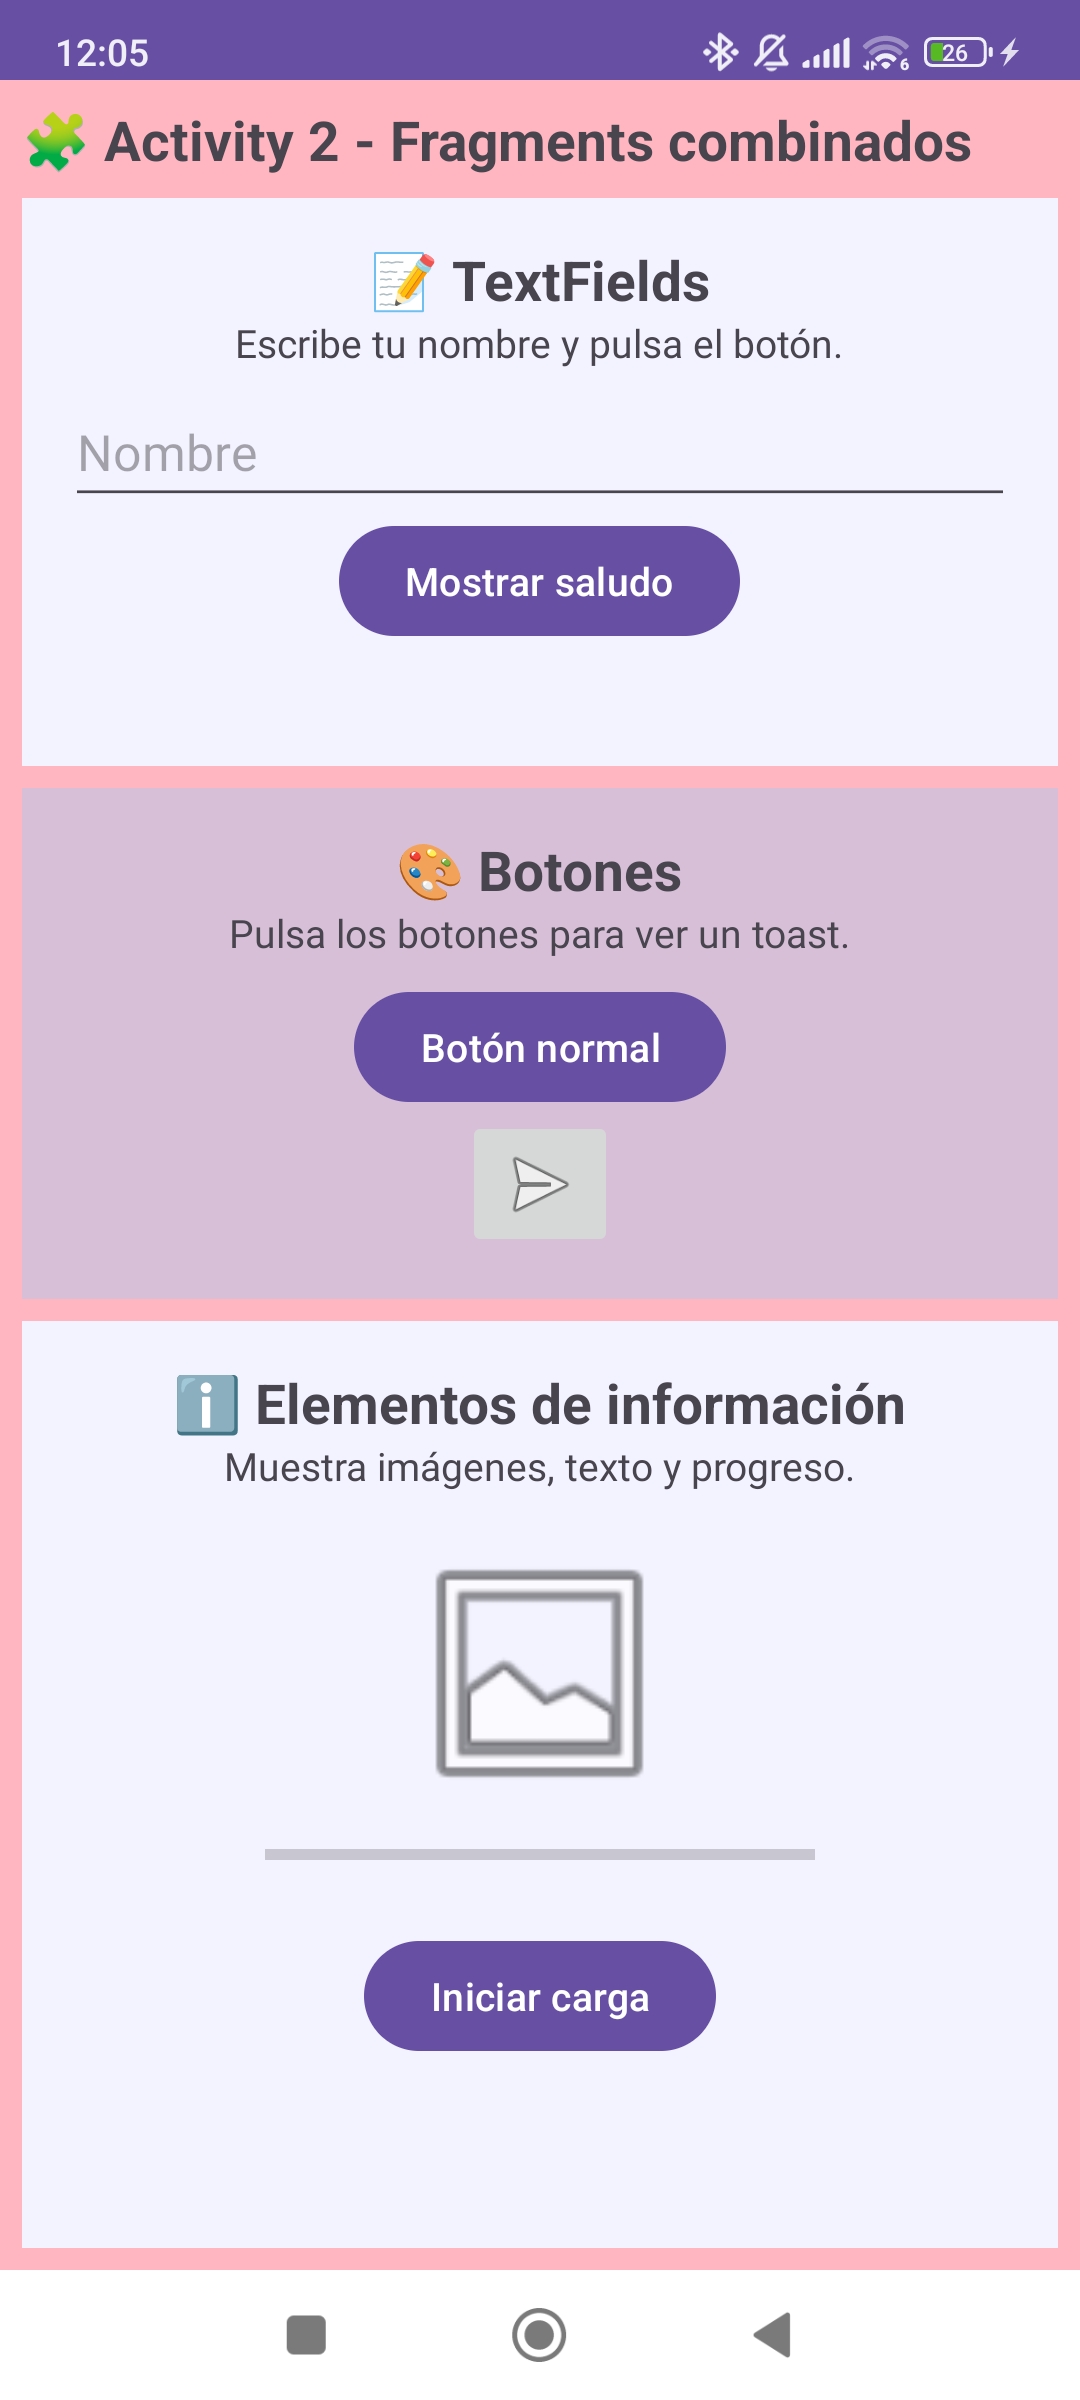 12:05
6
26
🧩 Activity 2 - Fragments combinados
📝 TextFields
Escribe tu nombre y pulsa el botón.
Nombre
Mostrar saludo
🎨 Botones
Pulsa los botones para ver un toast.
Botón normal
ℹ️ Elementos de información
Muestra imágenes, texto y progreso.
Iniciar carga